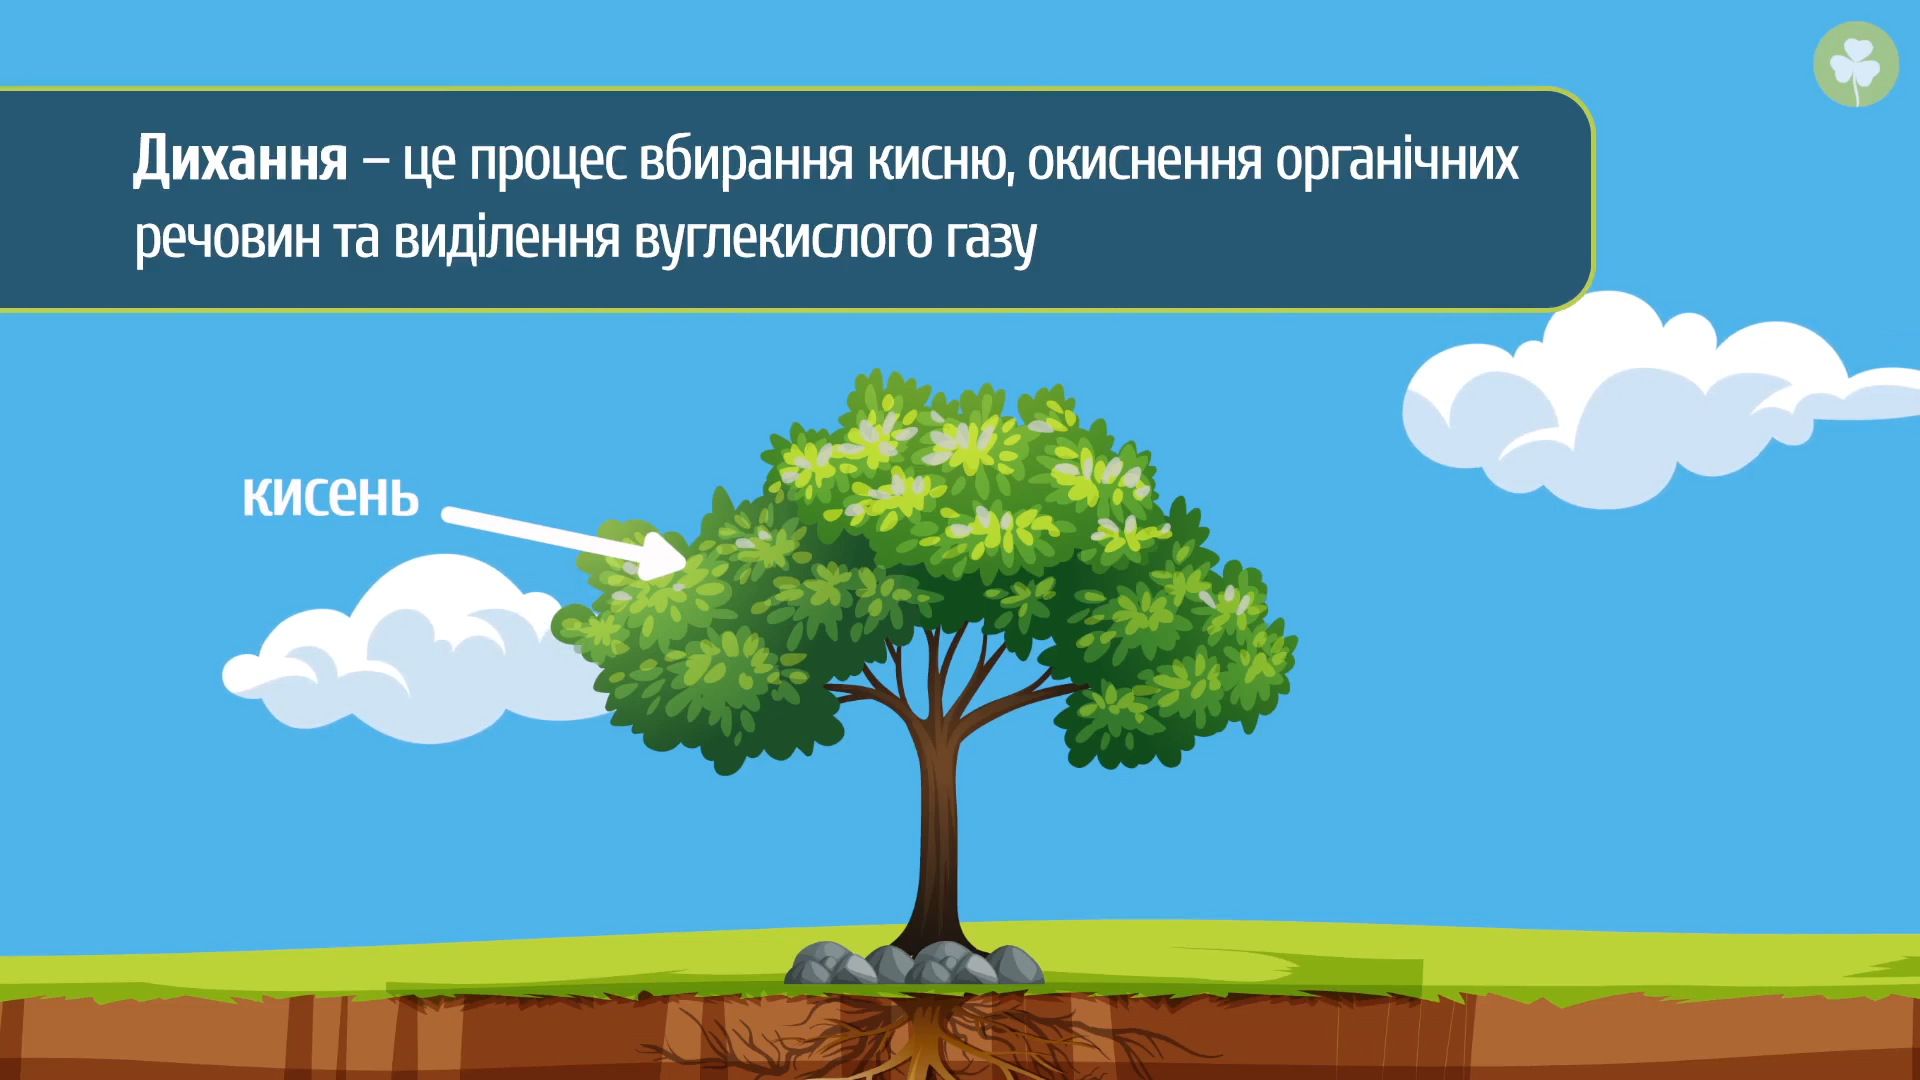 Дихання – це процес вбирання кисню, окиснення органічних
речовин та виділення вуглекислого газу
кисень